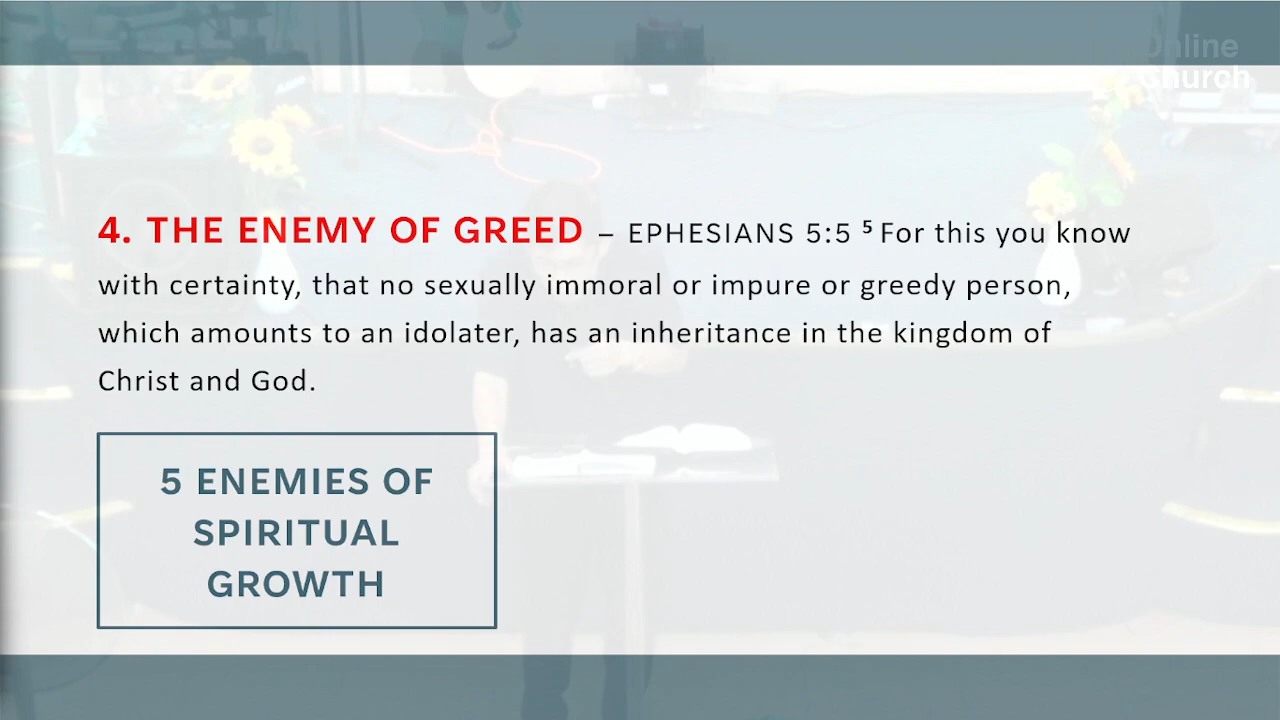 Online
Church
4. THE ENEMY OF GREED – EPHESIANS 5:5 ⁵ For this you know
with certainty, that no sexually immoral or impure or greedy person,
which amounts to an idolater, has an inheritance in the kingdom of
Christ and God.
5 ENEMIES OF
SPIRITUAL
GROWTH